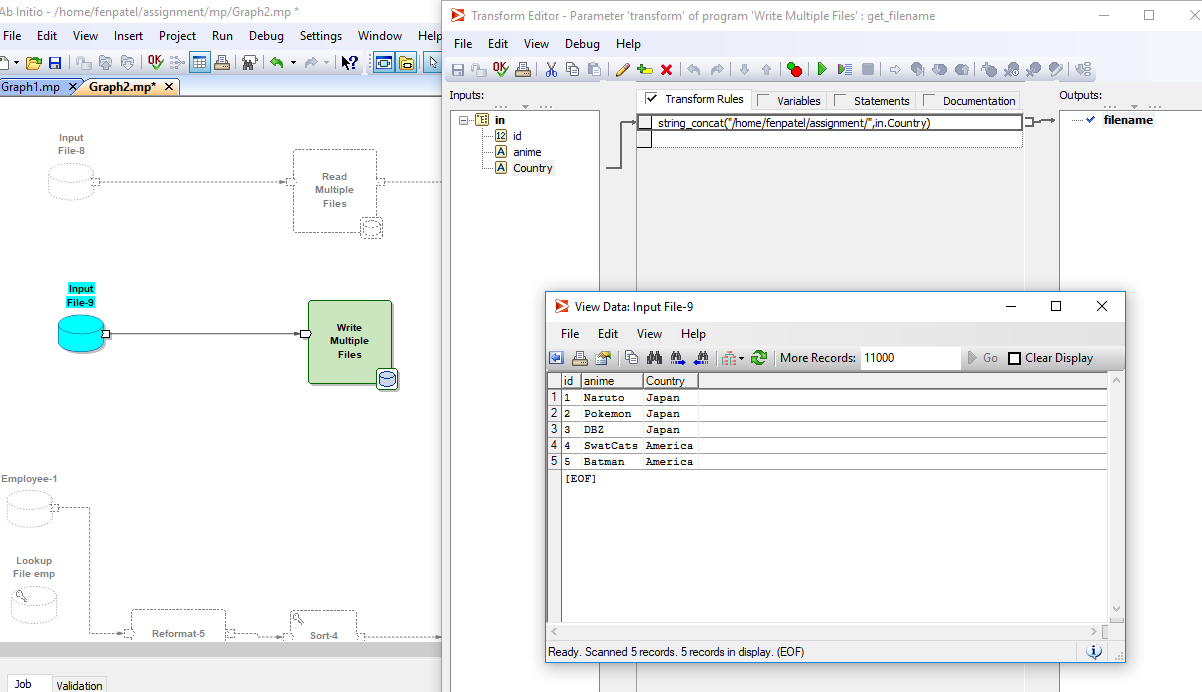 Ab Initio - /home/fenpatel/assignment/mp/Graph2.mp *
File Edit View Insert Project Run Debug Settings Window Help
Graph1.mp
Graph2.mp*
Input
File-8
Read
Multiple
Files
Input
File-9
Write
Multiple
Files
Employee-1
Lookup
File emp
Reformat-5
Sort-4
Job
Validation
Transform Editor - Parameter 'transform' of program 'Write Multiple Files' : get_filename
File Edit View Debug Help
Inputs:
in
id
anime
Country
Transform Rules Variables Statements Documentation
string_concat("/home/fenpatel/assignment/",in.Country)
Outputs:
filename
View Data: Input File-9
File Edit View Help
More Records: 11000 Go Clear Display
id anime Country
1 1 Naruto Japan
2 2 Pokemon Japan
3 3 DBZ Japan
4 4 SwatCats America
5 5 Batman America
[EOF]
Ready. Scanned 5 records. 5 records in display. (EOF)